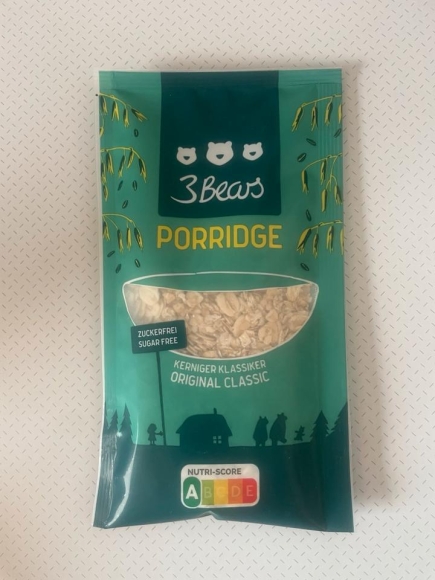 3Bears
PORRIDGE
ZUCKERFREI
SUGAR FREE
KERNIGER KLASSIKER
ORIGINAL CLASSIC
NUTRI-SCORE
A B C D E